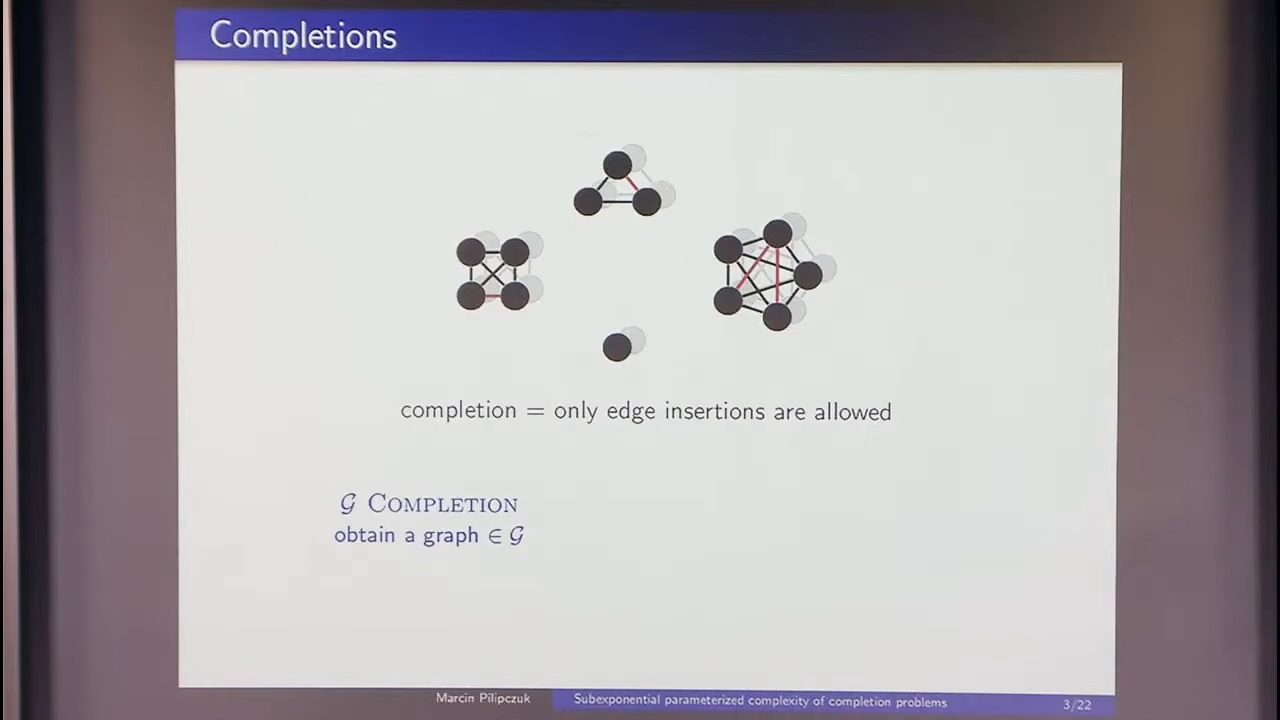 Completions
completion = only edge insertions are allowed
𝒢 COMPLETION
obtain a graph ∈ 𝒢
Marcin Pilipczuk
Subexponential parameterized complexity of completion problems
3/22